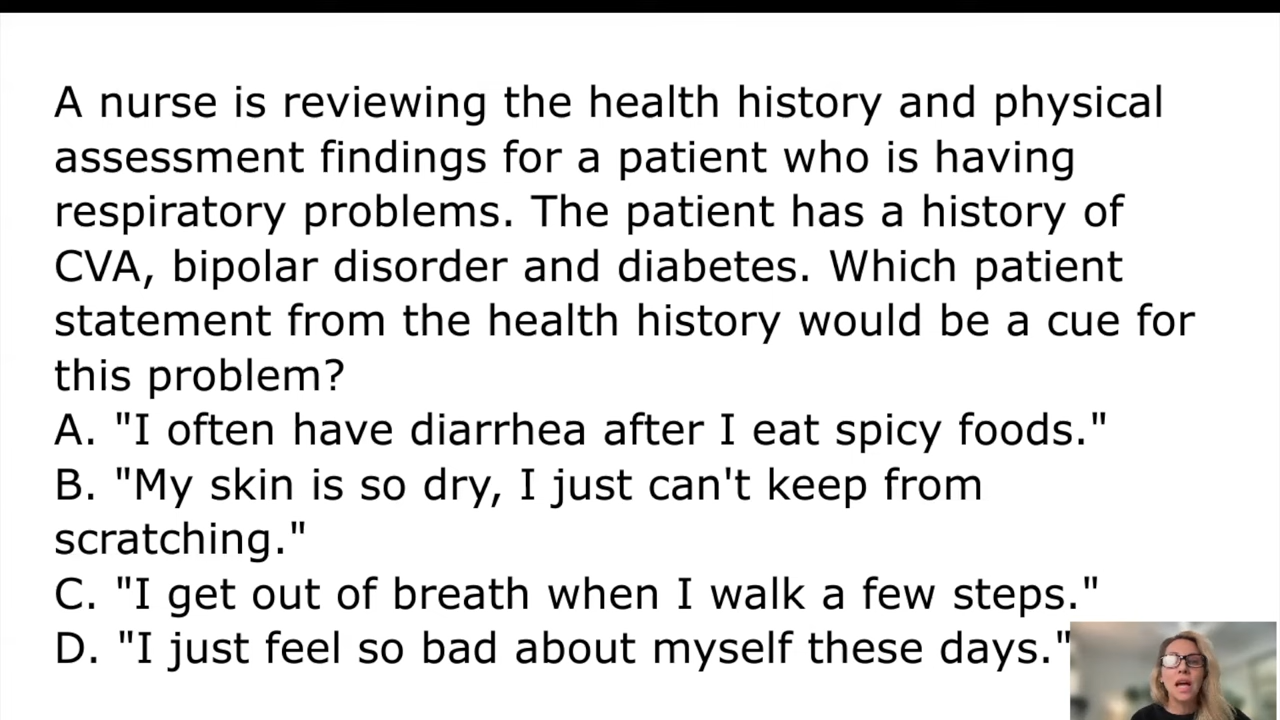 A nurse is reviewing the health history and physical
assessment findings for a patient who is having
respiratory problems. The patient has a history of
CVA, bipolar disorder and diabetes. Which patient
statement from the health history would be a cue for
this problem?
A. "I often have diarrhea after I eat spicy foods."
B. "My skin is so dry, I just can't keep from
scratching."
C. "I get out of breath when I walk a few steps."
D. "I just feel so bad about myself these days."